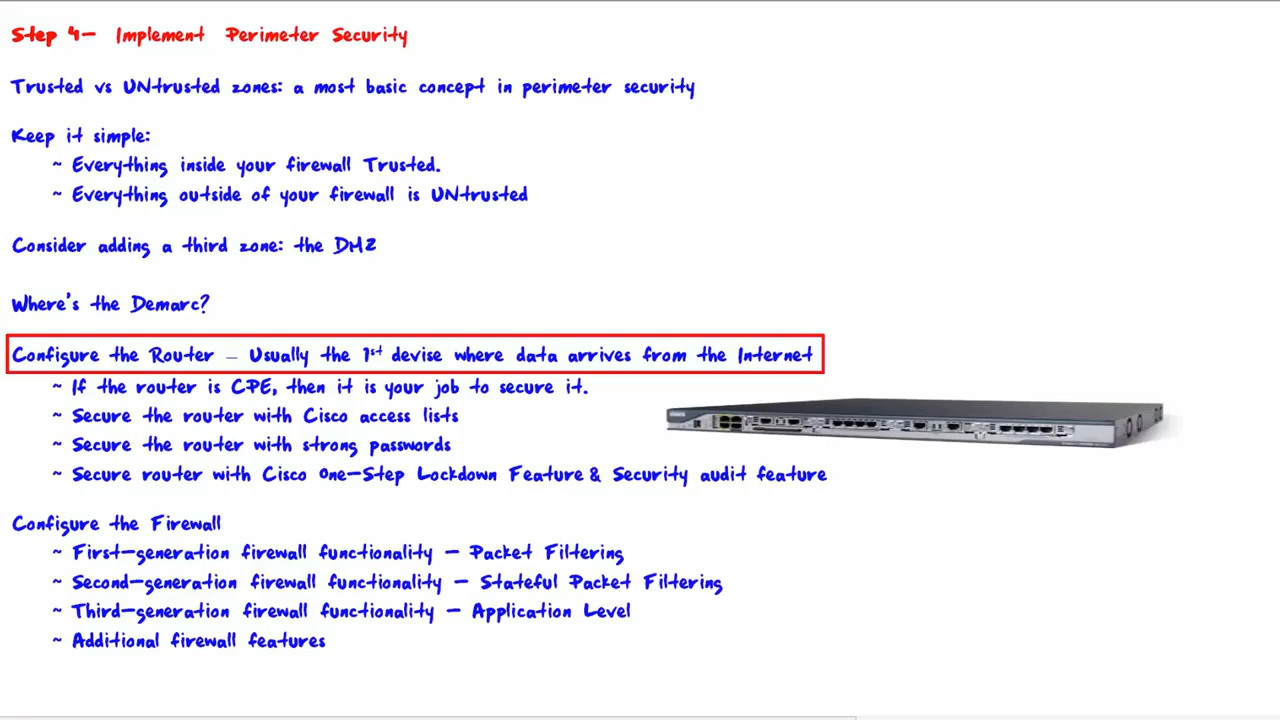 Step 4- Implement Perimeter Security
Trusted vs UNtrusted zones: a most basic concept in perimeter security
Keep it simple:
~ Everything inside your firewall Trusted.
~ Everything outside of your firewall is UNtrusted
Consider adding a third zone: the DMZ
Where's the Demarc?
Configure the Router – Usually the 1st devise where data arrives from the Internet
~ If the router is CPE, then it is your job to secure it.
~ Secure the router with Cisco access lists
~ Secure the router with strong passwords
~ Secure router with Cisco One-Step Lockdown Feature & Security audit feature
Configure the Firewall
~ First-generation firewall functionality – Packet Filtering
~ Second-generation firewall functionality – Stateful Packet Filtering
~ Third-generation firewall functionality – Application Level
~ Additional firewall features